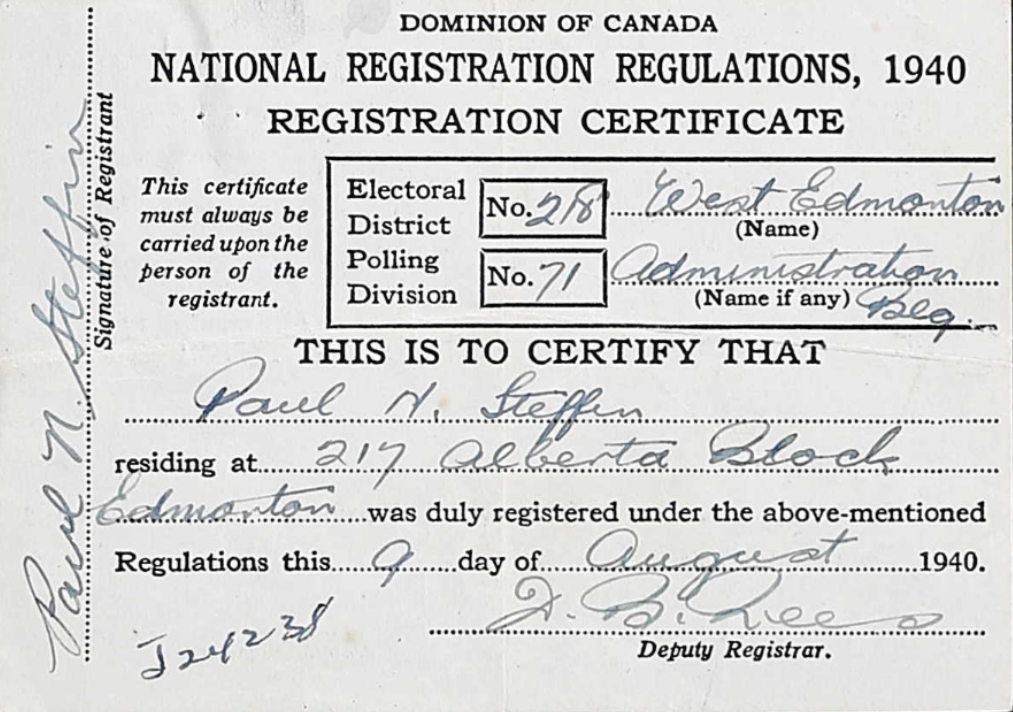 DOMINION OF CANADA
NATIONAL REGISTRATION REGULATIONS, 1940
REGISTRATION CERTIFICATE
This certificate
must always be
carried upon the
person of the
registrant.
Electoral District No. 218 West Edmonton
(Name)
Polling Division No. 71 Administration
(Name if any) Blg.
THIS IS TO CERTIFY THAT
Paul N. Steffen
residing at 217 Alberta Block
Edmonton was duly registered under the above-mentioned
Regulations this 9 day of August 1940.
J. B. Rees
Deputy Registrar.
J24238
Signature of Registrant
Paul N. Steffen